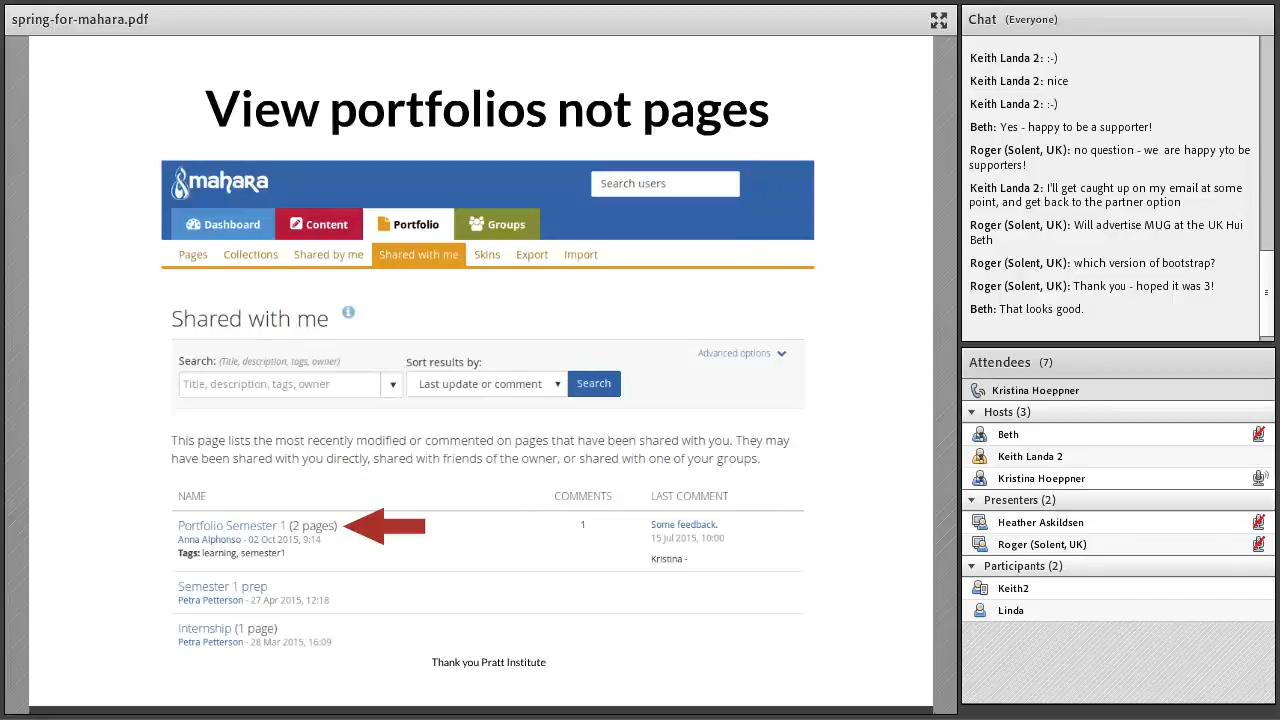 spring-for-mahara.pdf
View portfolios not pages
mahara
Search users
Dashboard
Content
Portfolio
Groups
Pages
Collections
Shared by me
Shared with me
Skins
Export
Import
Shared with me
Search: (Title, description, tags, owner)
Sort results by:
Advanced options
Title, description, tags, owner
Last update or comment
Search
This page lists the most recently modified or commented on pages that have been shared with you. They may
have been shared with you directly, shared with friends of the owner, or shared with one of your groups.
NAME
COMMENTS
LAST COMMENT
Portfolio Semester 1 (2 pages)
1
Some feedback.
Anna Alphonso - 02 Oct 2015, 9:14
15 Jul 2015, 10:00
Tags: learning, semester1
Kristina -
Semester 1 prep
Petra Petterson - 27 Apr 2015, 12:18
Internship (1 page)
Petra Petterson - 28 Mar 2015, 16:09
Thank you Pratt Institute
Chat (Everyone)
Keith Landa 2: :-)
Keith Landa 2: nice
Keith Landa 2: :-)
Beth: Yes - happy to be a supporter!
Roger (Solent, UK): no question - we are happy yto be
supporters!
Keith Landa 2: I'll get caught up on my email at some
point, and get back to the partner option
Roger (Solent, UK): Will advertise MUG at the UK Hui
Beth
Roger (Solent, UK): which version of bootstrap?
Roger (Solent, UK): Thank you - hoped it was 3!
Beth: That looks good.
Attendees (7)
Kristina Hoeppner
Hosts (3)
Beth
Keith Landa 2
Kristina Hoeppner
Presenters (2)
Heather Askildsen
Roger (Solent, UK)
Participants (2)
Keith2
Linda